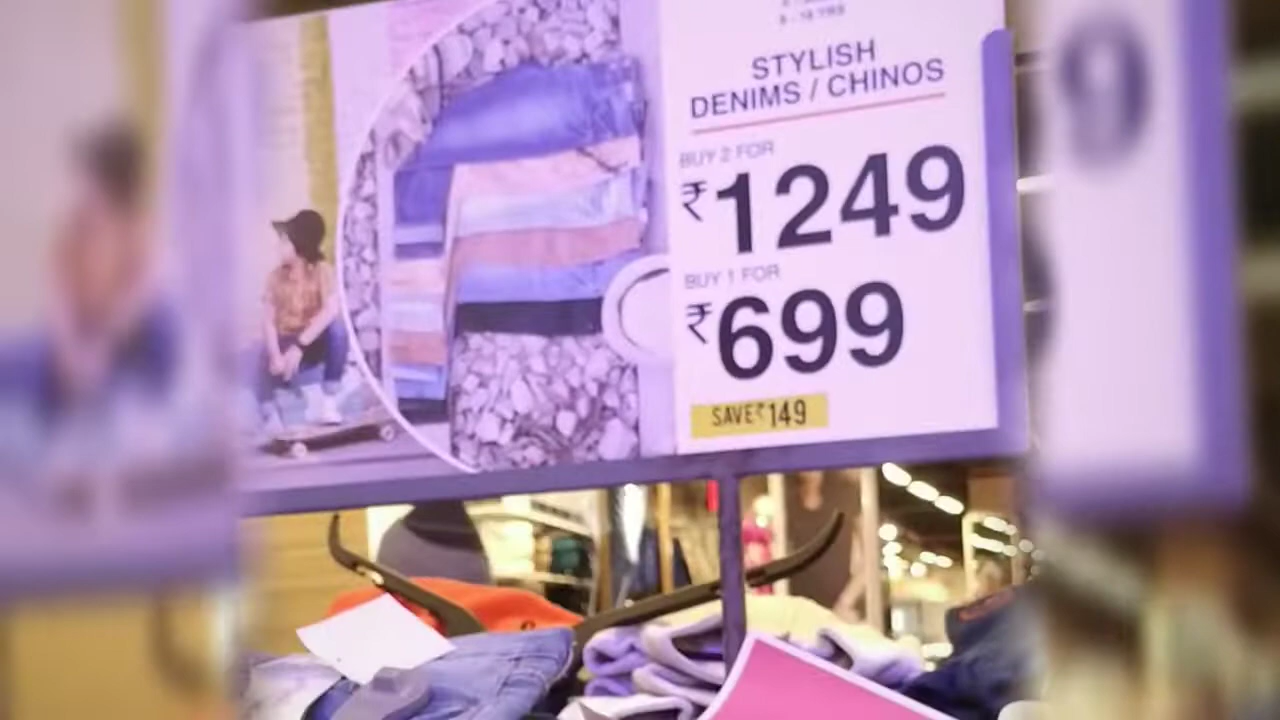 STYLISH
DENIMS / CHINOS
BUY 2 FOR
₹1249
BUY 1 FOR
₹699
SAVE ₹149